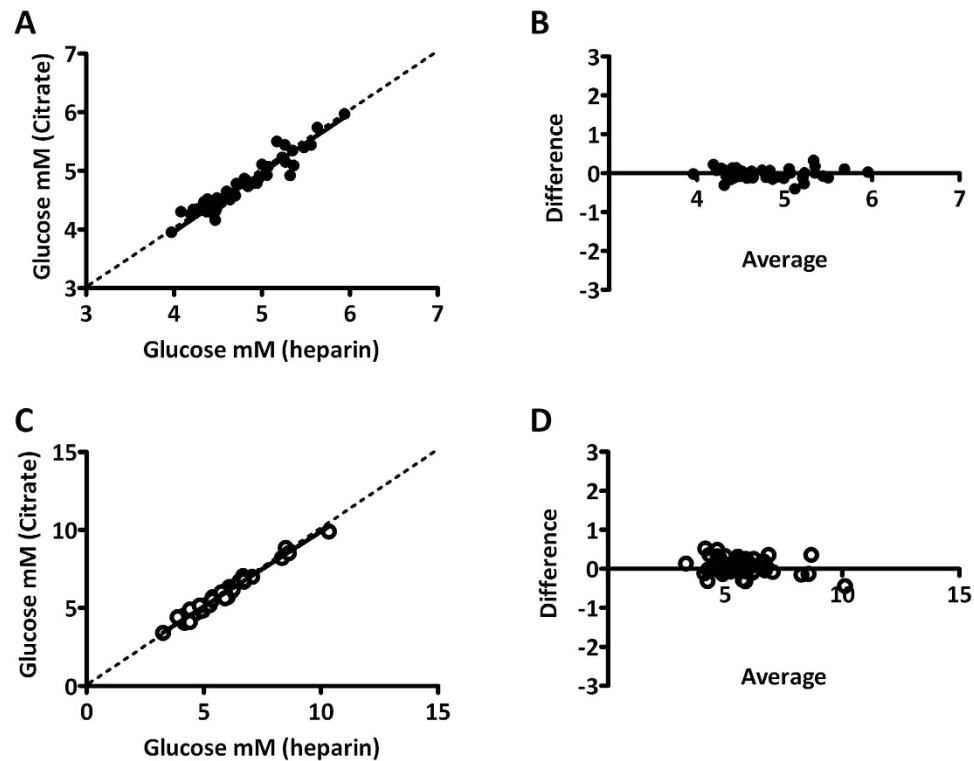 A
Glucose mM (Citrate)
7
6
5
4
3
3 4 5 6 7
Glucose mM (heparin)
B
Difference
3
2
1
0
-1
-2
-3
4 5 6 7
Average
C
Glucose mM (Citrate)
15
10
5
0
0 5 10 15
Glucose mM (heparin)
D
Difference
3
2
1
0
-1
-2
-3
5 10 15
Average